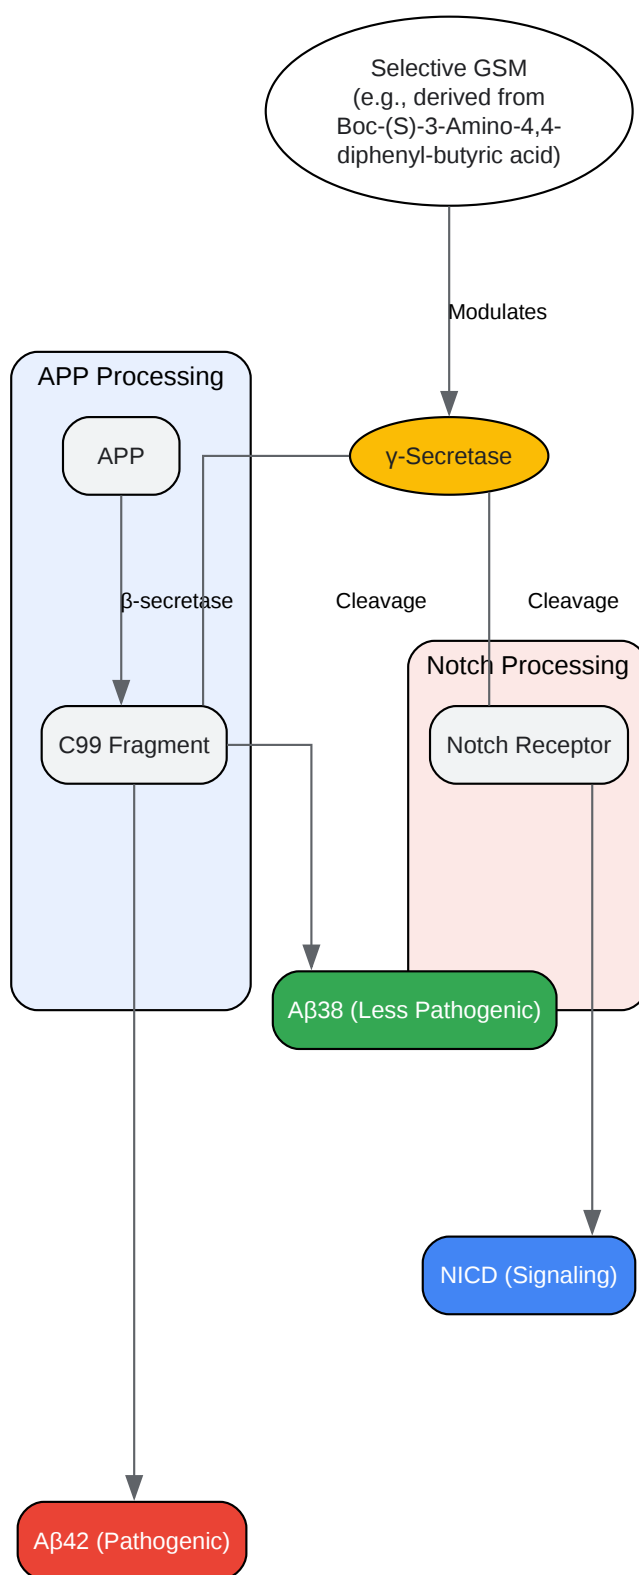 Selective GSM
(e.g., derived from
Boc-(S)-3-Amino-4,4-
diphenyl-butyric acid)
Modulates
APP Processing
APP
γ-Secretase
β-secretase
Cleavage
Cleavage
Notch Processing
C99 Fragment
Notch Receptor
Aβ38 (Less Pathogenic)
NICD (Signaling)
Aβ42 (Pathogenic)